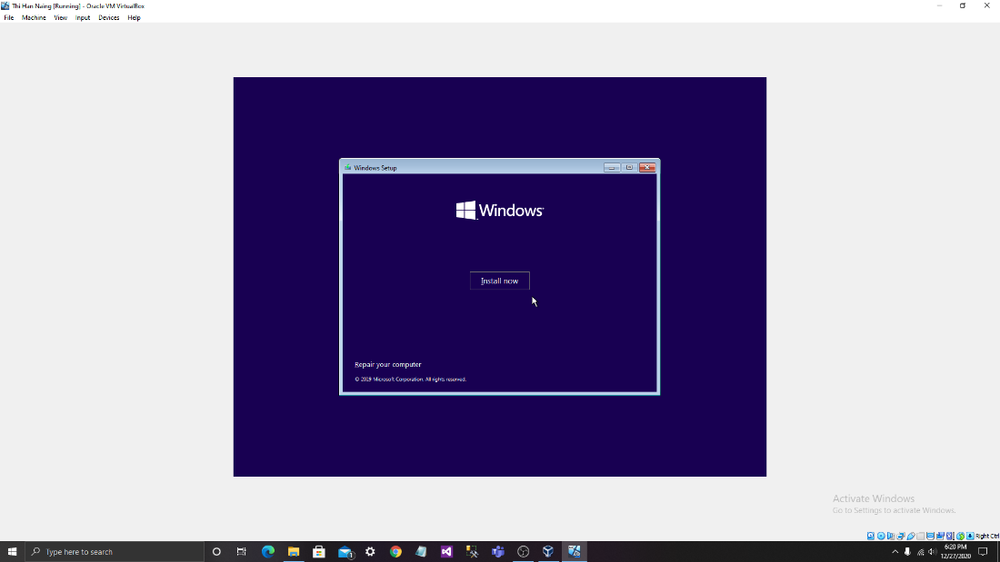 Thi Han Naing [Running] - Oracle VM VirtualBox
File Machine View Input Devices Help
Windows Setup
Windows
Install now
Repair your computer
© 2019 Microsoft Corporation. All rights reserved.
Activate Windows
Go to Settings to activate Windows.
Right Ctrl
Type here to search
1
6:20 PM
12/27/2020